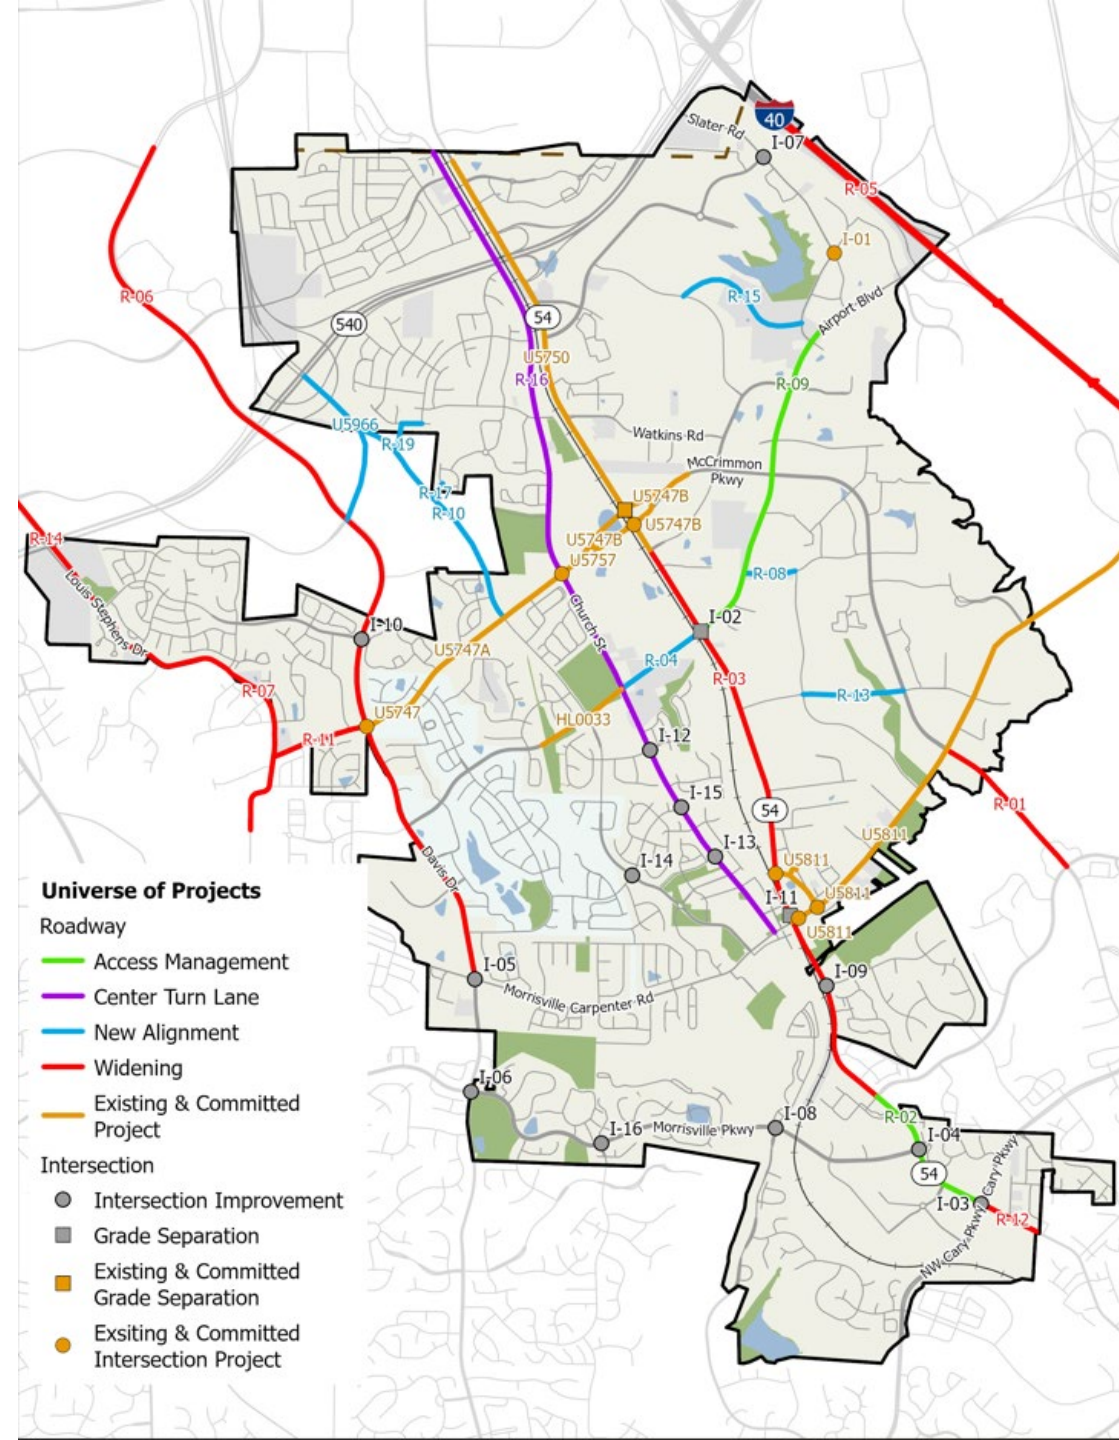 Slater Rd
40
I-07
R-05
I-01
R-06
R-15
Airport Blvd
540
54
U5750
R-16
R-09
U5966
R-19
Watkins Rd
McCrimmon
Pkwy
R-17
R-10
U5747B
U5747B
U5747B
U5757
R-14
Louis Stephens Dr
R-08
Church St
I-02
I-10
U5747A
R-04
R-03
R-07
R-13
U5747
HL0033
R-11
I-12
I-15
54
R-01
U5811
I-13
I-14
U5811
Davis Dr
U5811
I-11
U5811
I-05
I-09
Morrisville Carpenter Rd
I-06
R-02
I-08
I-16
Morrisville Pkwy
I-04
54
NW Cary Pkwy
Cary Pkwy
I-03
R-12
Universe of Projects
Roadway
Access Management
Center Turn Lane
New Alignment
Widening
Existing & Committed
Project
Intersection
Intersection Improvement
Grade Separation
Existing & Committed
Grade Separation
Exsiting & Committed
Intersection Project